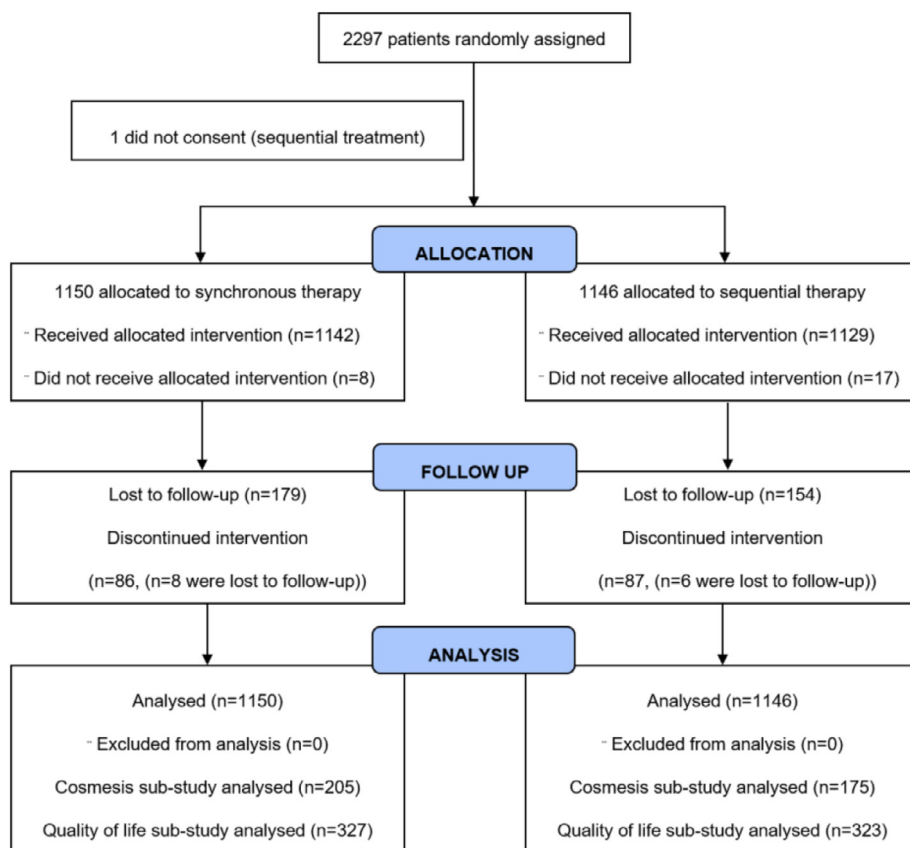 2297 patients randomly assigned
1 did not consent (sequential treatment)
ALLOCATION
1150 allocated to synchronous therapy
¨ Received allocated intervention (n=1142)
¨ Did not receive allocated intervention (n=8)
1146 allocated to sequential therapy
¨ Received allocated intervention (n=1129)
¨ Did not receive allocated intervention (n=17)
FOLLOW UP
Lost to follow-up (n=179)
Discontinued intervention
(n=86, (n=8 were lost to follow-up))
Lost to follow-up (n=154)
Discontinued intervention
(n=87, (n=6 were lost to follow-up))
ANALYSIS
Analysed (n=1150)
¨ Excluded from analysis (n=0)
Cosmesis sub-study analysed (n=205)
Quality of life sub-study analysed (n=327)
Analysed (n=1146)
¨ Excluded from analysis (n=0)
Cosmesis sub-study analysed (n=175)
Quality of life sub-study analysed (n=323)